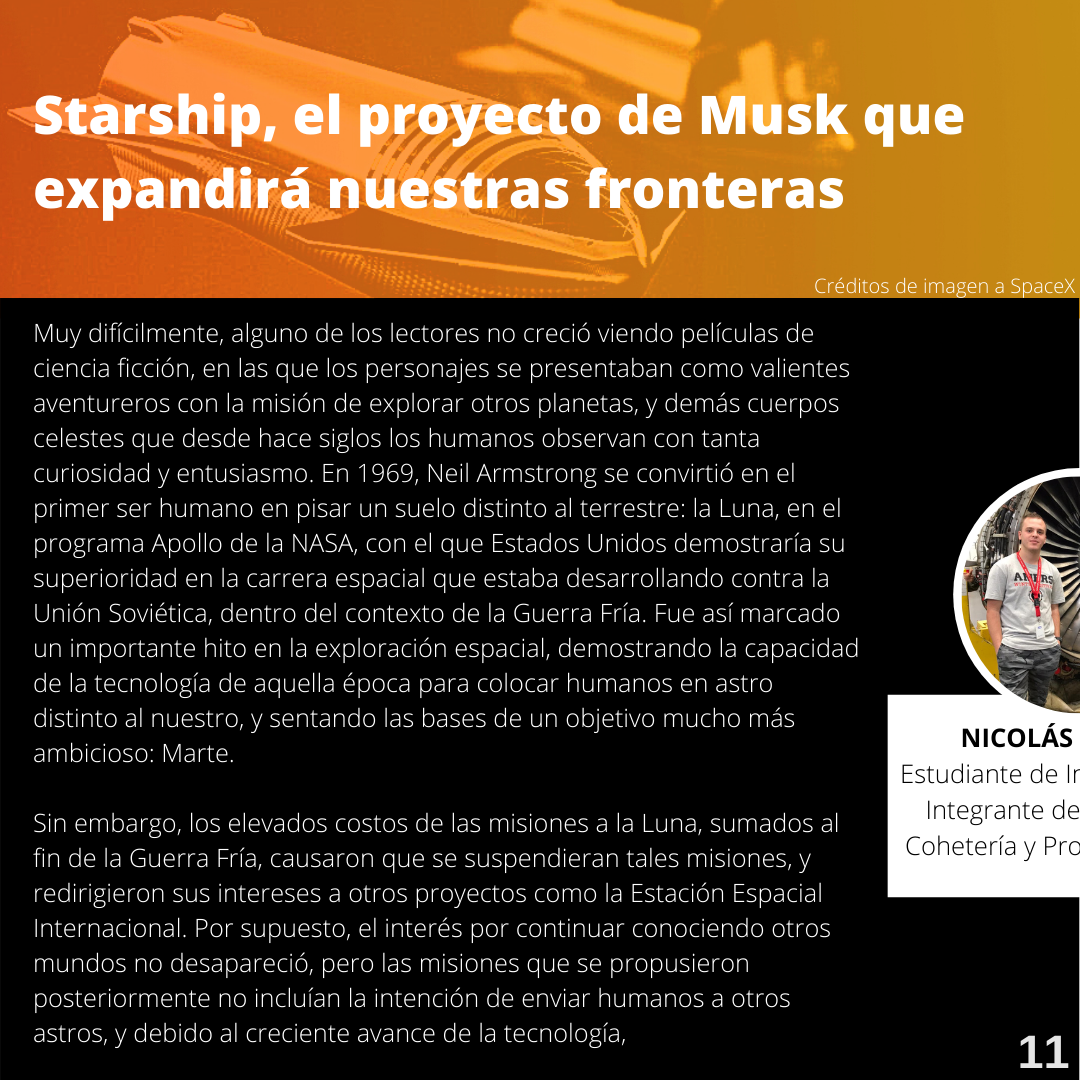 Starship, el proyecto de Musk que
expandirá nuestras fronteras
Créditos de imagen a SpaceX
Muy difícilmente, alguno de los lectores no creció viendo películas de
ciencia ficción, en las que los personajes se presentaban como valientes
aventureros con la misión de explorar otros planetas, y demás cuerpos
celestes que desde hace siglos los humanos observan con tanta
curiosidad y entusiasmo. En 1969, Neil Armstrong se convirtió en el
primer ser humano en pisar un suelo distinto al terrestre: la Luna, en el
programa Apollo de la NASA, con el que Estados Unidos demostraría su
superioridad en la carrera espacial que estaba desarrollando contra la
Unión Soviética, dentro del contexto de la Guerra Fría. Fue así marcado
un importante hito en la exploración espacial, demostrando la capacidad
de la tecnología de aquella época para colocar humanos en astro
distinto al nuestro, y sentando las bases de un objetivo mucho más
ambicioso: Marte.
Sin embargo, los elevados costos de las misiones a la Luna, sumados al
fin de la Guerra Fría, causaron que se suspendieran tales misiones, y
redirigieron sus intereses a otros proyectos como la Estación Espacial
Internacional. Por supuesto, el interés por continuar conociendo otros
mundos no desapareció, pero las misiones que se propusieron
posteriormente no incluían la intención de enviar humanos a otros
astros, y debido al creciente avance de la tecnología,
NICOLÁS
Estudiante de
Integrante de
Cohetería y
11